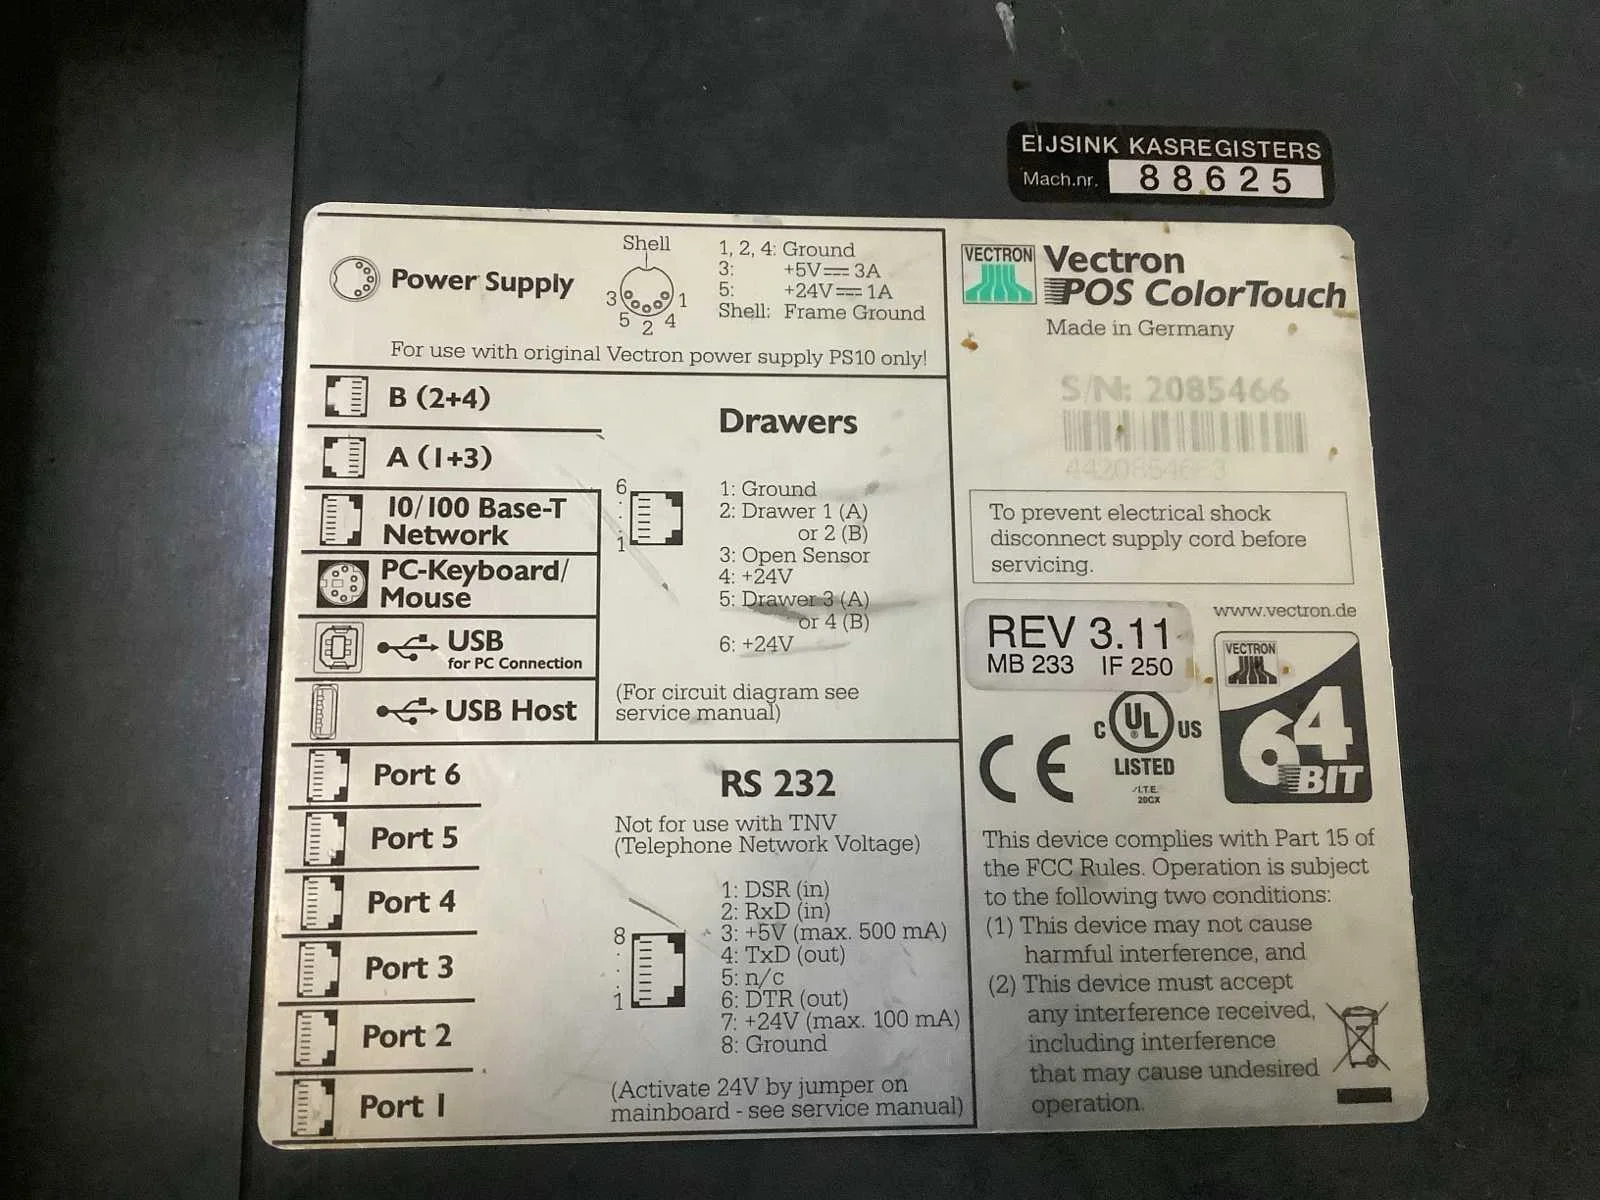 EIJSINK KASREGISTERS
Mach.nr. 88625
Power Supply
Shell
3 1
5 2 4
1, 2, 4: Ground
3: +5V⎓3A
5: +24V⎓1A
Shell: Frame Ground
For use with original Vectron power supply PS10 only!
B (2+4)
A (1+3)
10/100 Base-T
Network
PC-Keyboard/
Mouse
USB
for PC Connection
USB Host
Drawers
6
1
1: Ground
2: Drawer 1 (A)
or 2 (B)
3: Open Sensor
4: +24V
5: Drawer 3 (A)
or 4 (B)
6: +24V
(For circuit diagram see
service manual)
Port 6
Port 5
Port 4
Port 3
Port 2
Port 1
RS 232
Not for use with TNV
(Telephone Network Voltage)
8
1
1: DSR (in)
2: RxD (in)
3: +5V (max. 500 mA)
4: TxD (out)
5: n/c
6: DTR (out)
7: +24V (max. 100 mA)
8: Ground
(Activate 24V by jumper on
mainboard - see service manual)
VECTRON
Vectron
POS ColorTouch
Made in Germany
S/N: 2085466
To prevent electrical shock
disconnect supply cord before
servicing.
www.vectron.de
REV 3.11
MB 233 IF 250
VECTRON
64
BIT
CE
C UL US
®
LISTED
I.T.E.
20CX
This device complies with Part 15 of
the FCC Rules. Operation is subject
to the following two conditions:
(1) This device may not cause
harmful interference, and
(2) This device must accept
any interference received,
including interference
that may cause undesired
operation.